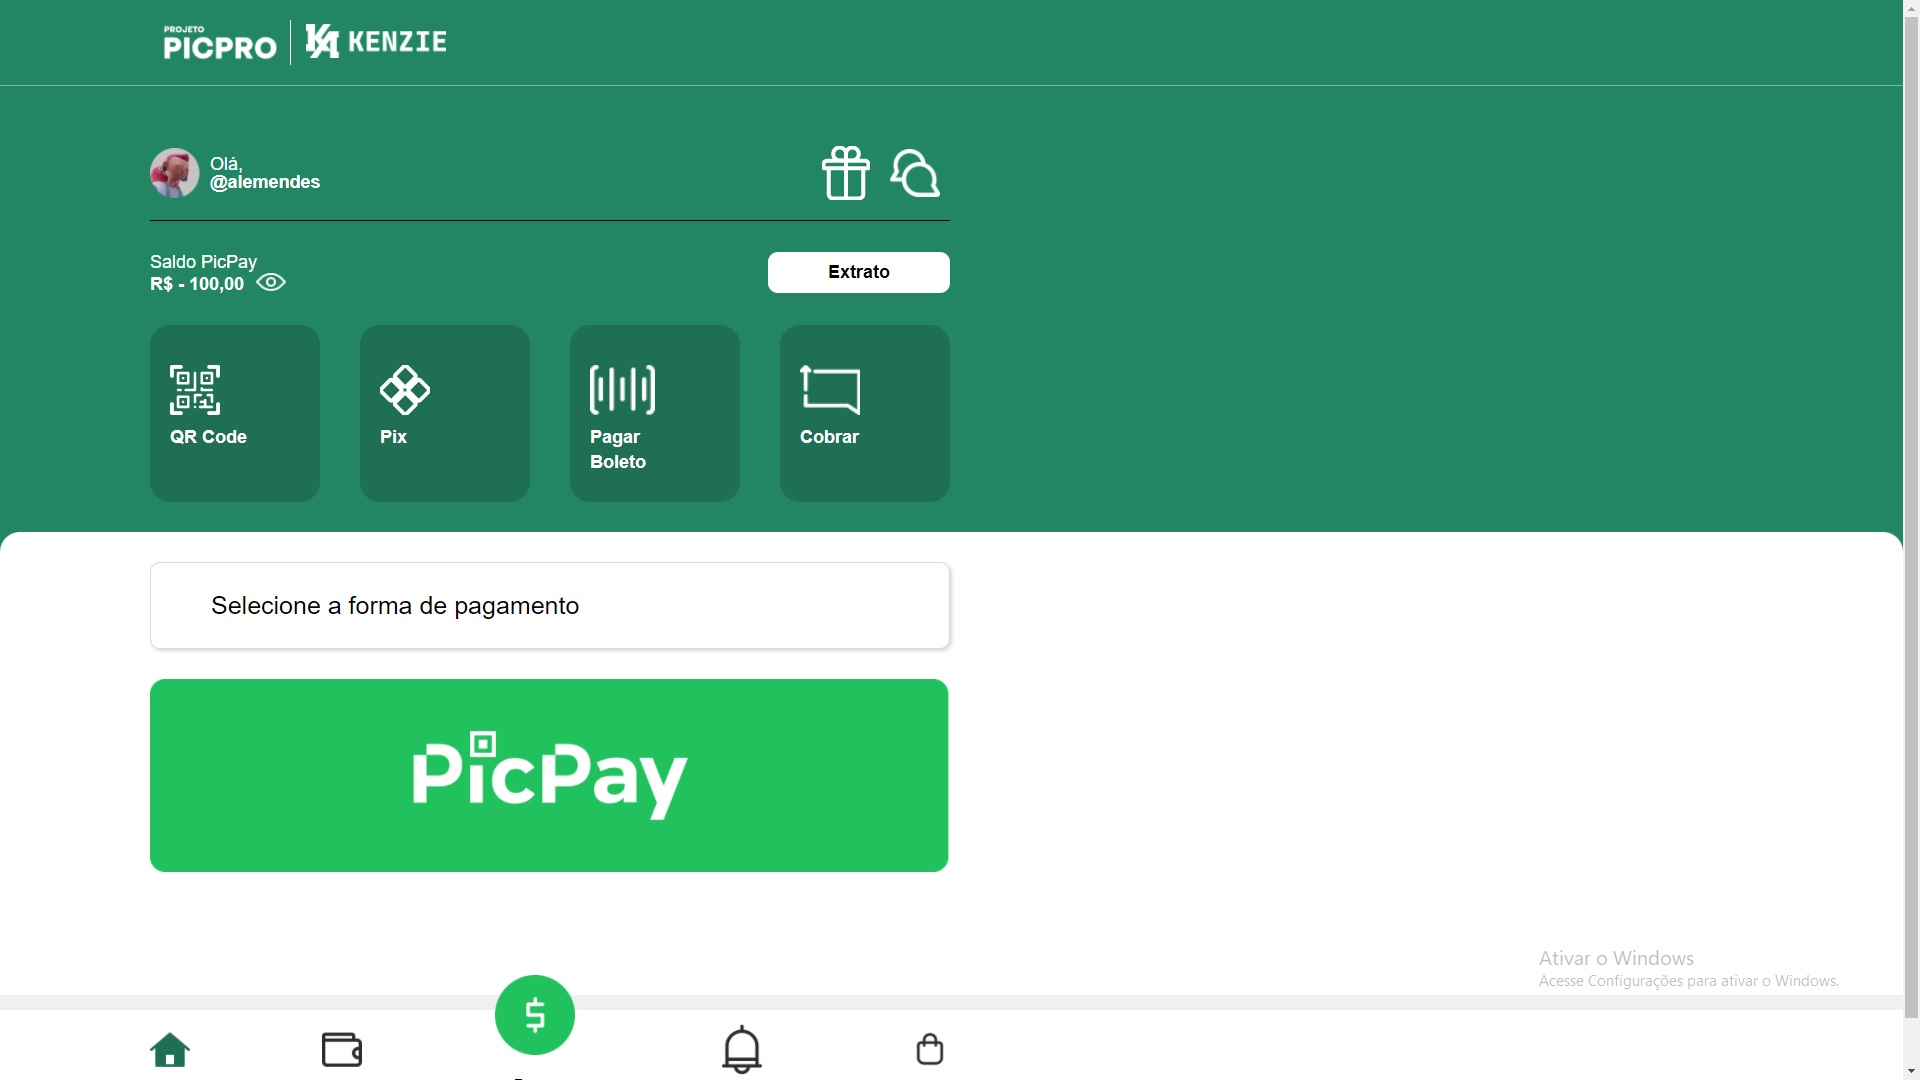 PROJETO
PICPRO
KENZIE
Olá,
@alemendes
Saldo PicPay
R$ - 100,00
Extrato
QR Code
Pix
Pagar
Boleto
Cobrar
Selecione a forma de pagamento
PicPay
Ativar o Windows
Acesse Configurações para ativar o Windows.
$